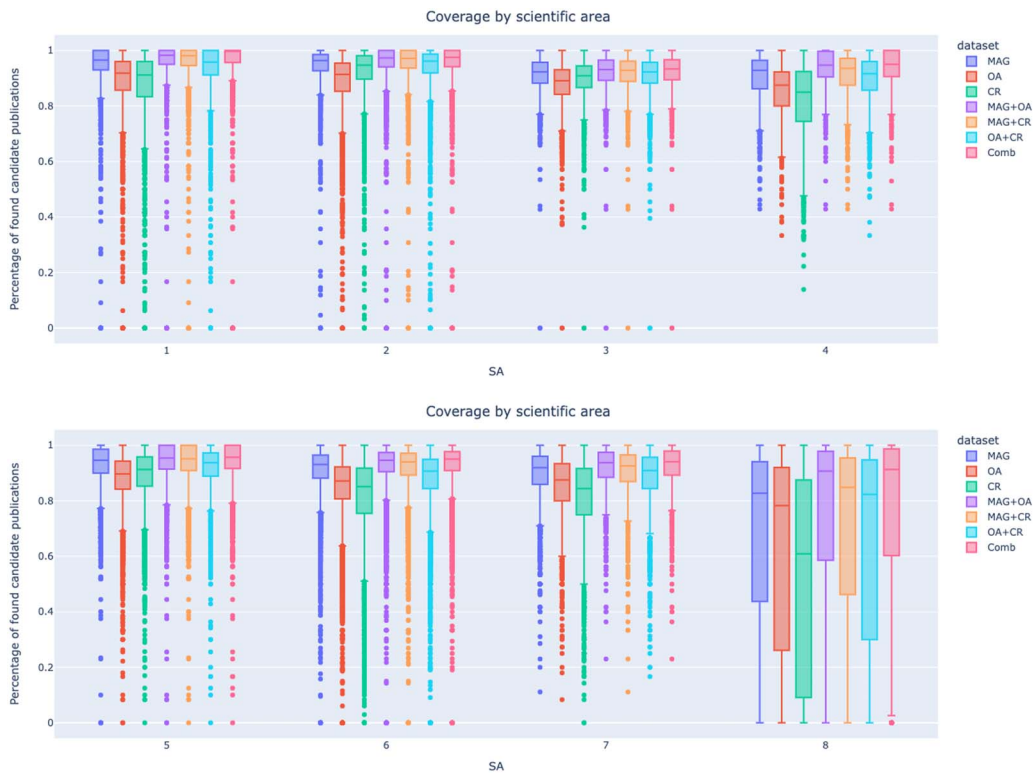 Coverage by scientific area
Percentage of found candidate publications
1
0.8
0.6
0.4
0.2
0
1 2 3 4
SA
dataset
MAG
OA
CR
MAG+OA
MAG+CR
OA+CR
Comb
Coverage by scientific area
Percentage of found candidate publications
1
0.8
0.6
0.4
0.2
0
5 6 7 8
SA
dataset
MAG
OA
CR
MAG+OA
MAG+CR
OA+CR
Comb